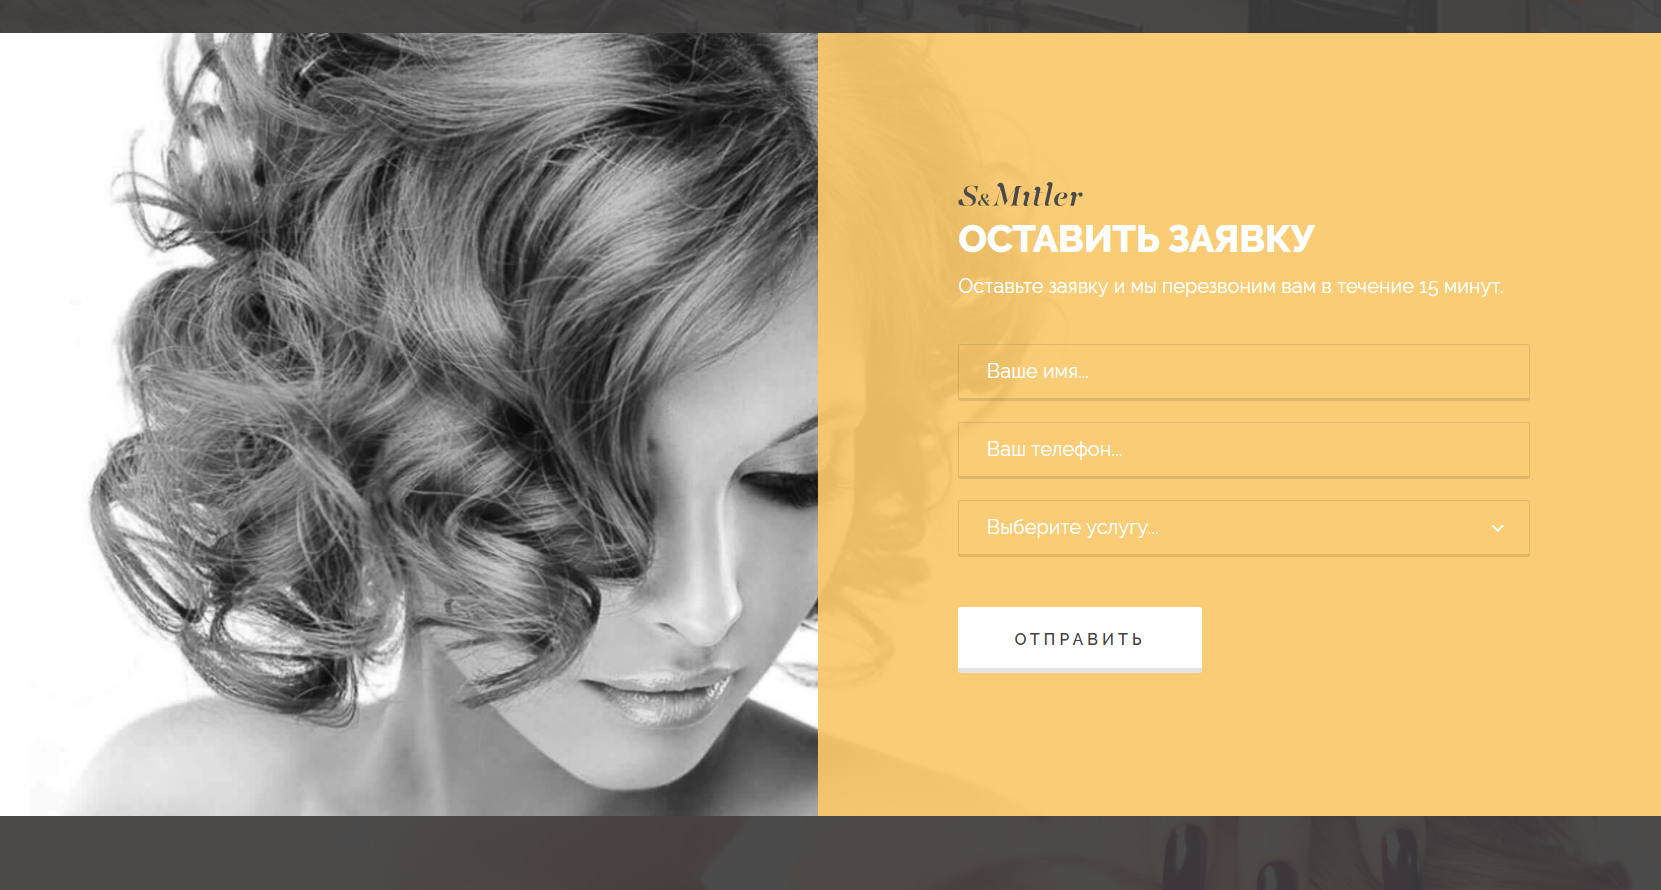 S&Miller
ОСТАВИТЬ ЗАЯВКУ
Оставьте заявку и мы перезвоним вам в течение 15 минут.
Ваше имя...
Ваш телефон...
Выберите услугу...
ОТПРАВИТЬ